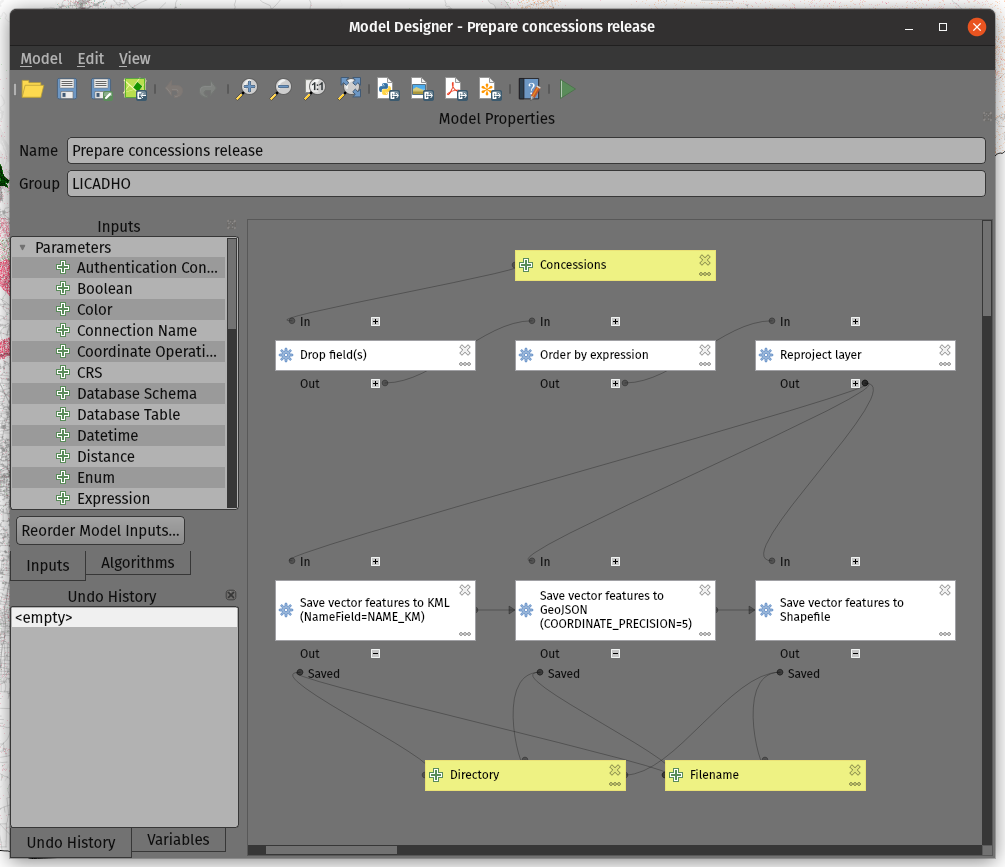 Model Designer - Prepare concessions release
Model Edit View
1:1
Model Properties
Name Prepare concessions release
Group LICADHO
Inputs
Parameters
Authentication Con...
Boolean
Color
Connection Name
Coordinate Operati...
CRS
Database Schema
Database Table
Datetime
Distance
Enum
Expression
Reorder Model Inputs...
Inputs Algorithms
Undo History
<empty>
Undo History Variables
Concessions
In In In
Drop field(s) Order by expression Reproject layer
Out Out Out
In In In
Save vector features to KML
(NameField=NAME_KM)
Save vector features to
GeoJSON
(COORDINATE_PRECISION=5)
Save vector features to
Shapefile
Out Out Out
Saved Saved Saved
Directory Filename